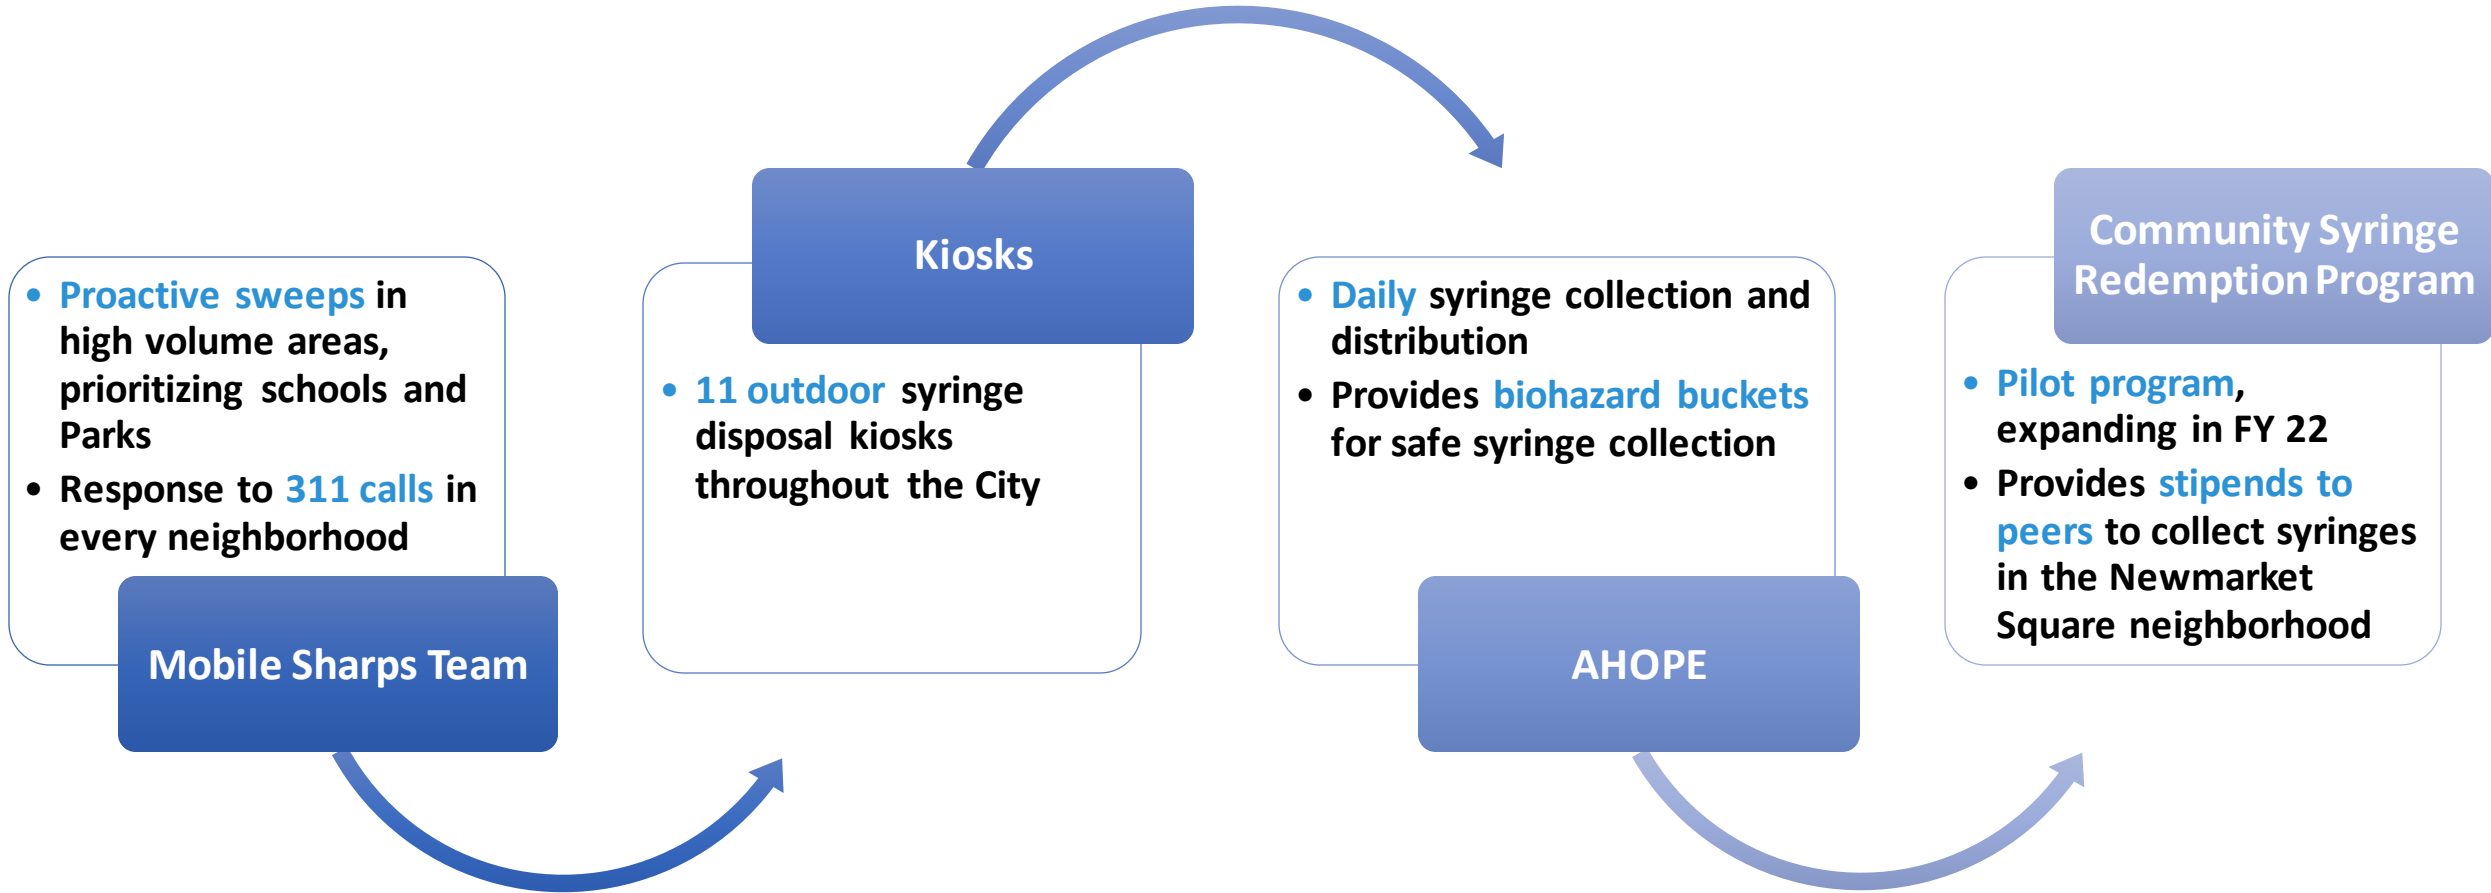 • Proactive sweeps in
high volume areas,
prioritizing schools and
Parks
• Response to 311 calls in
every neighborhood
Mobile Sharps Team
Kiosks
• 11 outdoor syringe
disposal kiosks
throughout the City
• Daily syringe collection and
distribution
• Provides biohazard buckets
for safe syringe collection
AHOPE
Community Syringe
Redemption Program
• Pilot program,
expanding in FY 22
• Provides stipends to
peers to collect syringes
in the Newmarket
Square neighborhood